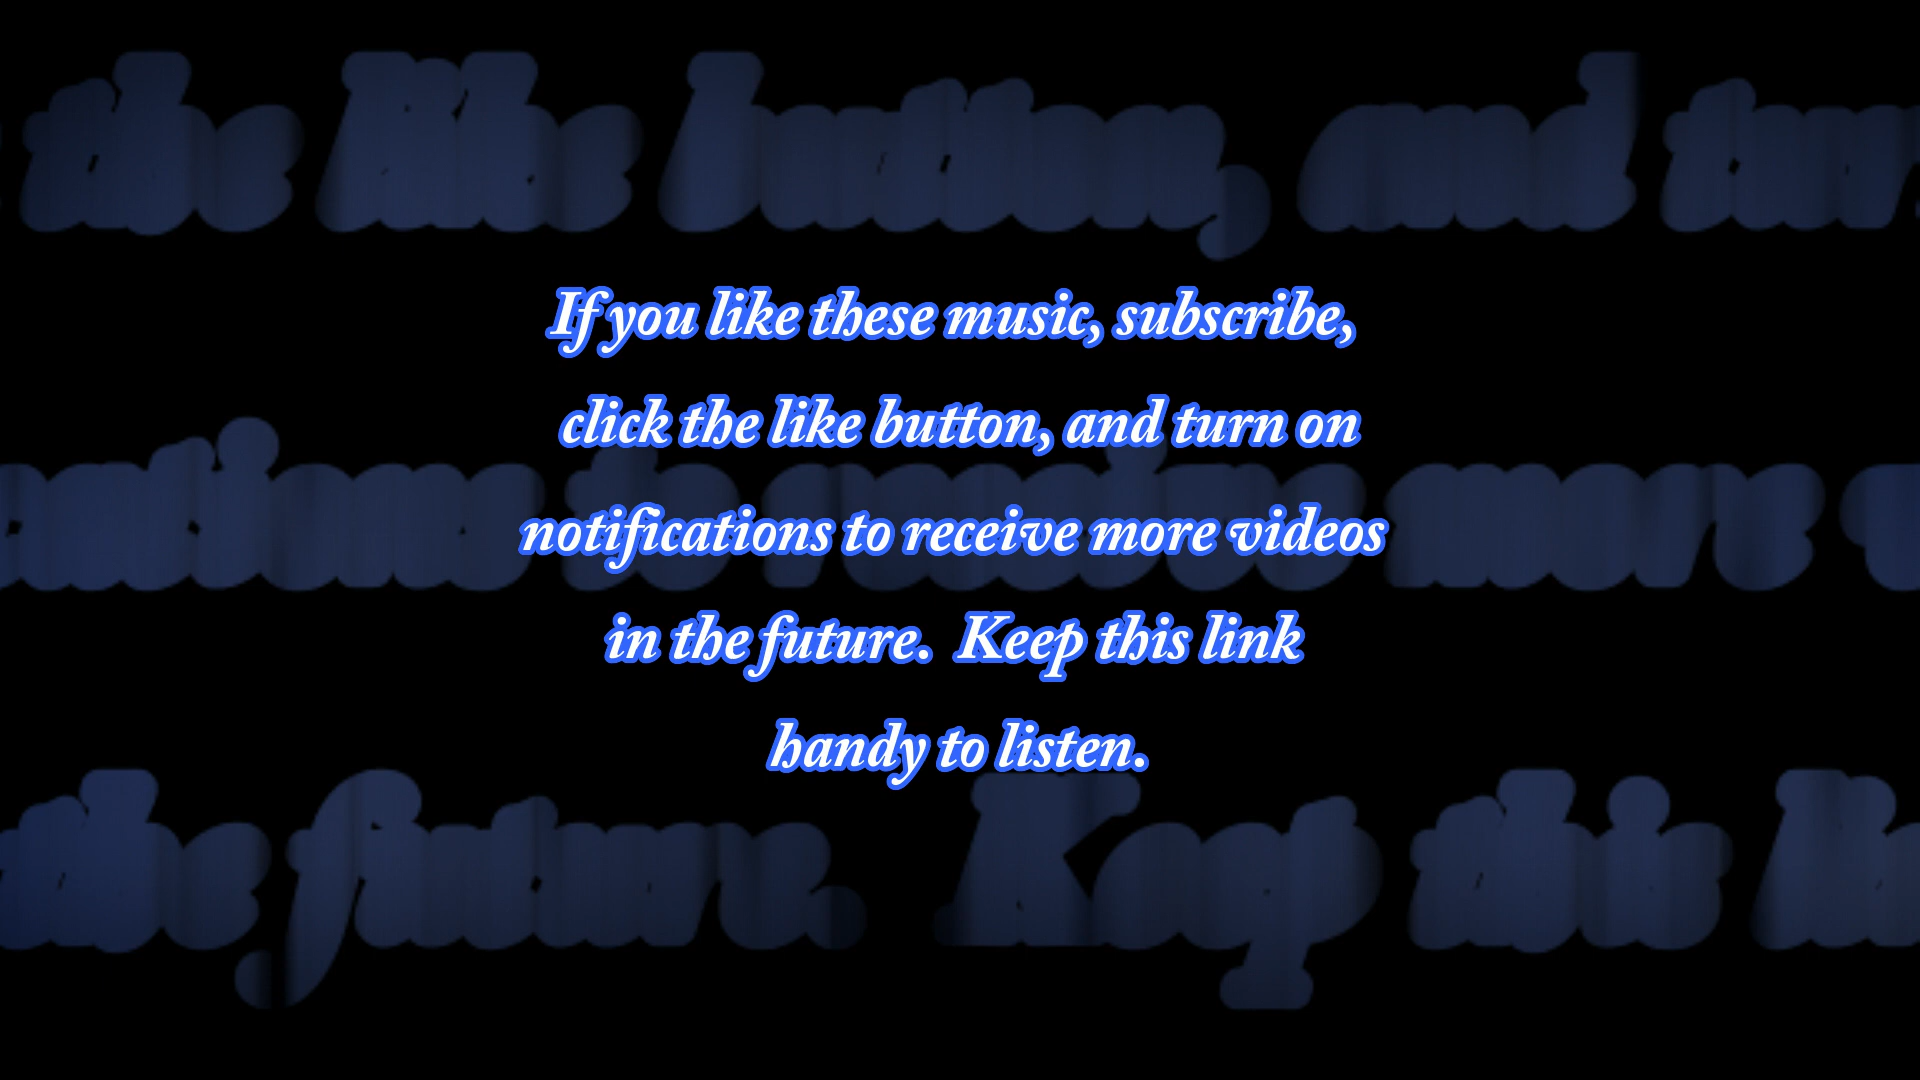 If you like these music, subscribe,
click the like button, and turn on
notifications to receive more videos
in the future.  Keep this link
handy to listen.